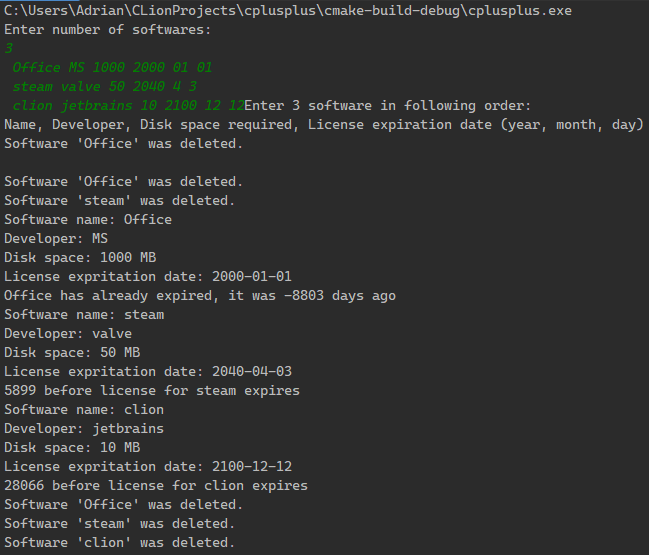 C:\Users\Adrian\CLionProjects\cplusplus\cmake-build-debug\cplusplus.exe
Enter number of softwares:
3
Office MS 1000 2000 01 01
steam valve 50 2040 4 3
clion jetbrains 10 2100 12 12Enter 3 software in following order:
Name, Developer, Disk space required, License expiration date (year, month, day)
Software 'Office' was deleted.
Software 'Office' was deleted.
Software 'steam' was deleted.
Software name: Office
Developer: MS
Disk space: 1000 MB
License expritation date: 2000-01-01
Office has already expired, it was -8803 days ago
Software name: steam
Developer: valve
Disk space: 50 MB
License expritation date: 2040-04-03
5899 before license for steam expires
Software name: clion
Developer: jetbrains
Disk space: 10 MB
License expritation date: 2100-12-12
28066 before license for clion expires
Software 'Office' was deleted.
Software 'steam' was deleted.
Software 'clion' was deleted.